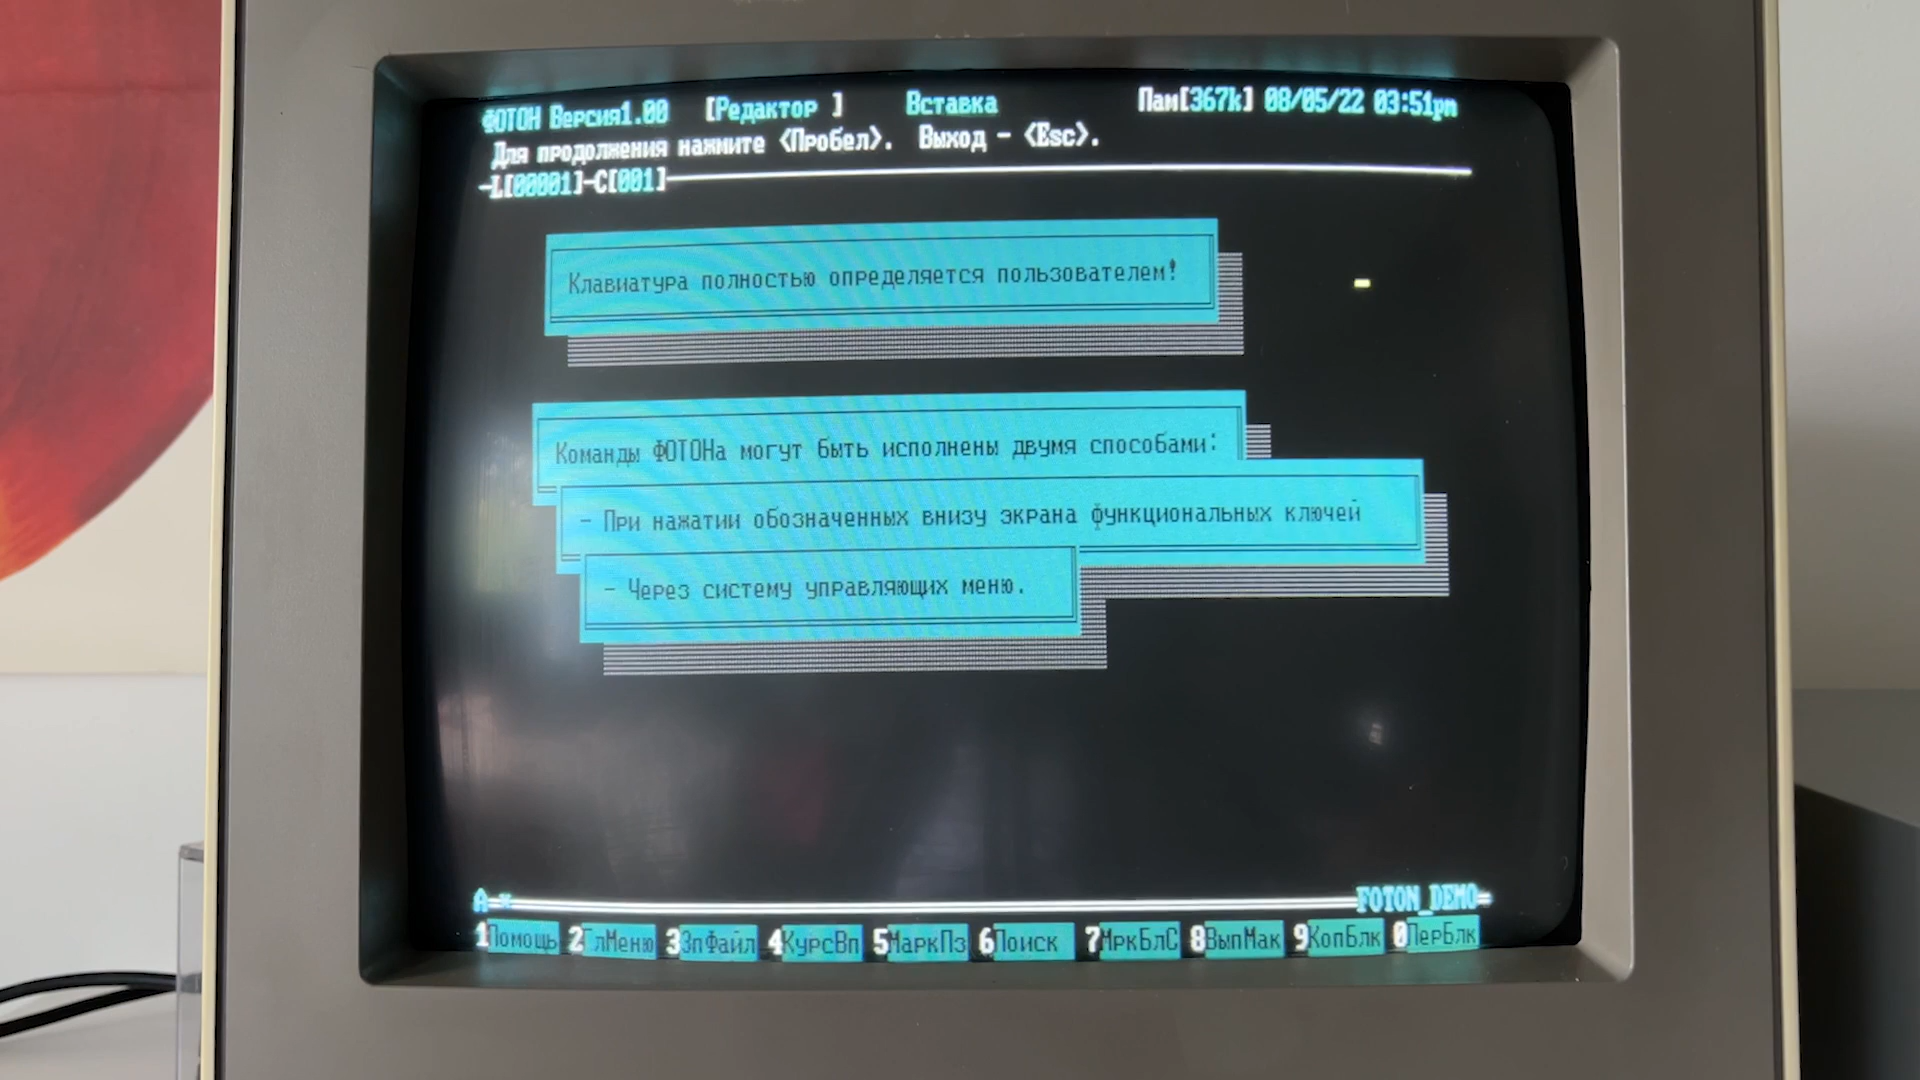 ФОТОН Версия1.00 [Редактор ] Вставка Пам[367k] 08/05/22 03:51pm
Для продолжения нажмите <Пробел>. Выход - <Esc>.
-L[00001]-C[001]
Клавиатура полностью определяется пользователем!
Команды ФОТОНа могут быть исполнены двумя способами:
- При нажатии обозначенных внизу экрана функциональных ключей
- Через систему управляющих меню.
A=* FOTON_DEMO=
1Помощь 2ГлМеню 3ЗпФайл 4КурсВп 5МаркПз 6Поиск 7МркБлС 8ВыпМак 9КопБлк 0ПерБлк